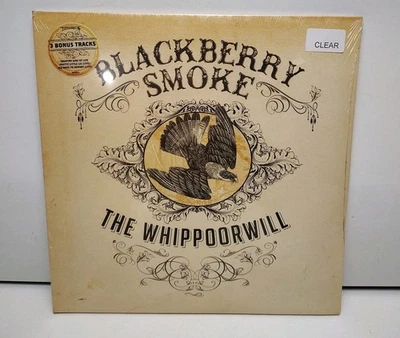 3 BONUS TRACKS
CLEAR
BLACKBERRY
SMOKE
THE WHIPPOORWILL